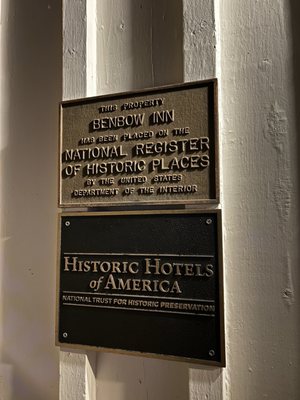 THIS PROPERTY
BENBOW INN
HAS BEEN PLACED ON THE
NATIONAL REGISTER
OF HISTORIC PLACES
BY THE UNITED STATES
DEPARTMENT OF THE INTERIOR
HISTORIC HOTELS
of AMERICA
NATIONAL TRUST FOR HISTORIC PRESERVATION